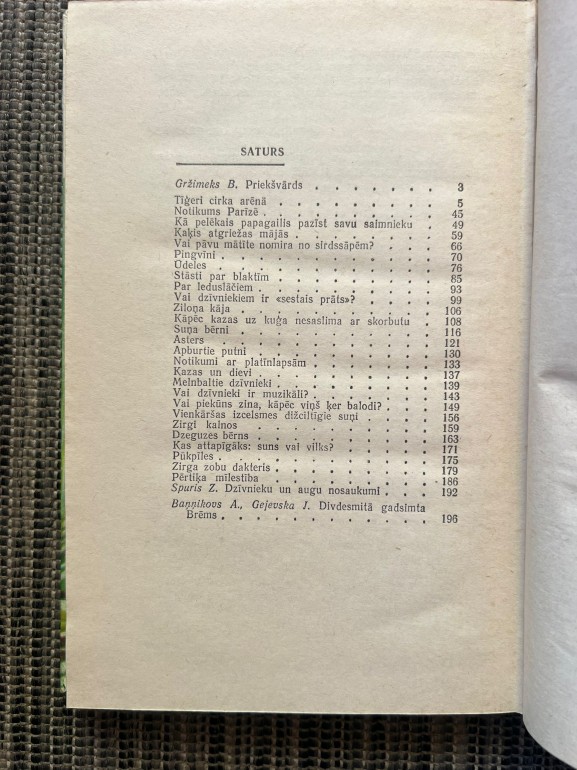 SATURS
Gržimeks B. Priekšvārds . . . . . . . . 3
Tīģeri cirka arēnā . . . . . . . . . . 5
Notikums Parīzē . . . . . . . . . . . 45
Kā pelēkais papagailis pazīst savu saimnieku . . 49
Kaķis atgriežas mājās . . . . . . . . . 59
Vai pāvu mātīte nomira no sirdssāpēm? . . . . 66
Pingvīni . . . . . . . . . . . . 70
Ūdeles . . . . . . . . . . . . 76
Stāsti par blaktīm . . . . . . . . . . 85
Par leduslāčiem . . . . . . . . . . 93
Vai dzīvniekiem ir «sestais prāts»? . . . . . 99
Ziloņa kāja . . . . . . . . . . . 106
Kāpēc kazas uz kuģa nesaslima ar skorbutu . . 108
Suņa bērni . . . . . . . . . . . 116
Asters . . . . . . . . . . . . 121
Apburtie putni . . . . . . . . . . 130
Notikumi ar platīnlapsām . . . . . . . 133
Kazas un dievi . . . . . . . . . . 137
Melnbaltie dzīvnieki . . . . . . . . . 139
Vai dzīvnieki ir muzikāli? . . . . . . . 143
Vai piekūns zina, kāpēc viņš ķer balodi? . . . 149
Vienkāršas izcelsmes dižciltīgie suņi . . . . 156
Zirgi kalnos . . . . . . . . . . . 159
Dzeguzes bērns . . . . . . . . . . 163
Kas attapīgāks: suns vai vilks? . . . . . . 171
Pūkpīles . . . . . . . . . . . . 175
Zirga zobu dakteris . . . . . . . . . 179
Pērtiķa mīlestība . . . . . . . . . . 186
Spuris Z. Dzīvnieku un augu nosaukumi . . . 192
Baņņikovs A., Gejevska J. Divdesmitā gadsimta
Brēms . . . . . . . . . . . . 196